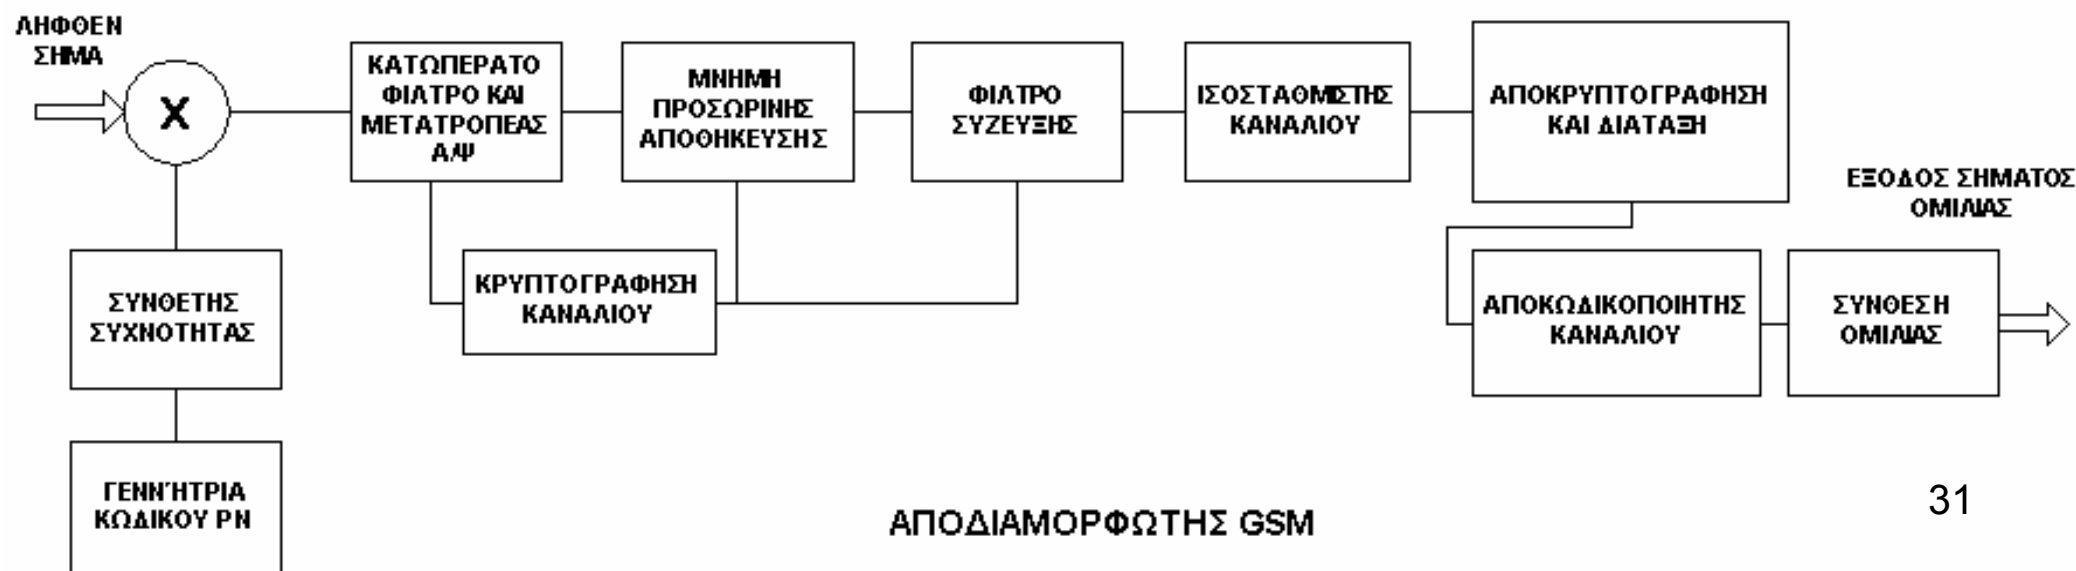 ΛΗΦΘΕΝ
ΣΗΜΑ
X
ΚΑΤΩΠΕΡΑΤΟ
ΦΙΛΤΡΟ ΚΑΙ
ΜΕΤΑΤΡΟΠΕΑΣ
Α/Ψ
ΜΝΗΜΗ
ΠΡΟΣΩΡΙΝΗΣ
ΑΠΟΘΗΚΕΥΣΗΣ
ΦΙΛΤΡΟ
ΣΥΖΕΥΞΗΣ
ΙΣΟΣΤΑΘΜΙΣΤΗΣ
ΚΑΝΑΛΙΟΥ
ΑΠΟΚΡΥΠΤΟΓΡΑΦΗΣΗ
ΚΑΙ ΔΙΑΤΑΞΗ
ΕΞΟΔΟΣ ΣΗΜΑΤΟΣ
ΟΜΙΛΙΑΣ
ΣΥΝΘΕΤΗΣ
ΣΥΧΝΟΤΗΤΑΣ
ΚΡΥΠΤΟΓΡΑΦΗΣΗ
ΚΑΝΑΛΙΟΥ
ΑΠΟΚΩΔΙΚΟΠΟΙΗΤΗΣ
ΚΑΝΑΛΙΟΥ
ΣΥΝΘΕΣΗ
ΟΜΙΛΙΑΣ
ΓΕΝΝΉΤΡΙΑ
ΚΩΔΙΚΟΥ PN
ΑΠΟΔΙΑΜΟΡΦΩΤΗΣ GSM
31